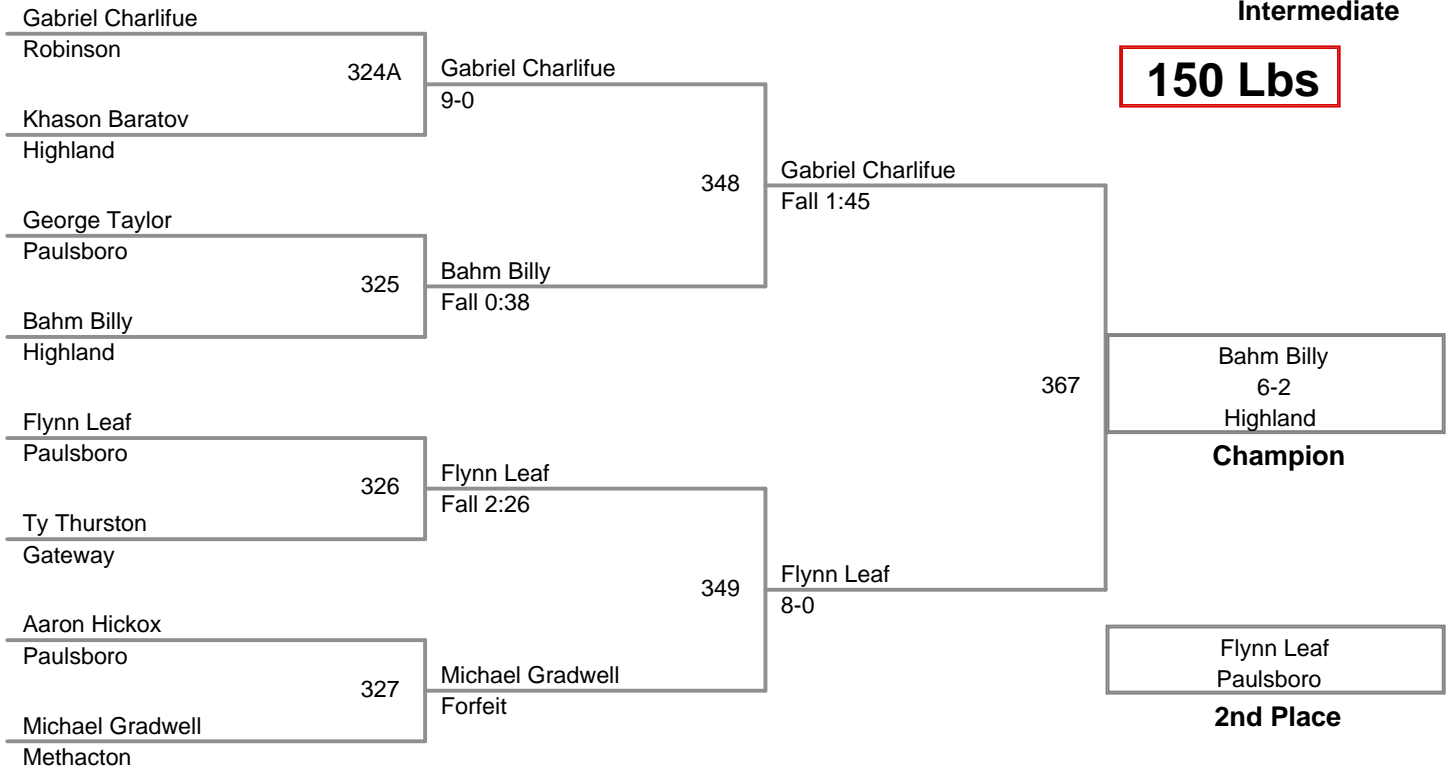 Intermediate
150 Lbs
Gabriel Charlifue
Robinson
324A
Khason Baratov
Highland
George Taylor
Paulsboro
325
Bahm Billy
Highland
Flynn Leaf
Paulsboro
326
Ty Thurston
Gateway
Aaron Hickox
Paulsboro
327
Michael Gradwell
Methacton
Gabriel Charlifue
9-0
348
Bahm Billy
Fall 0:38
Flynn Leaf
Fall 2:26
349
Michael Gradwell
Forfeit
Gabriel Charlifue
Fall 1:45
367
Flynn Leaf
8-0
Bahm Billy
6-2
Highland
Champion
Flynn Leaf
Paulsboro
2nd Place